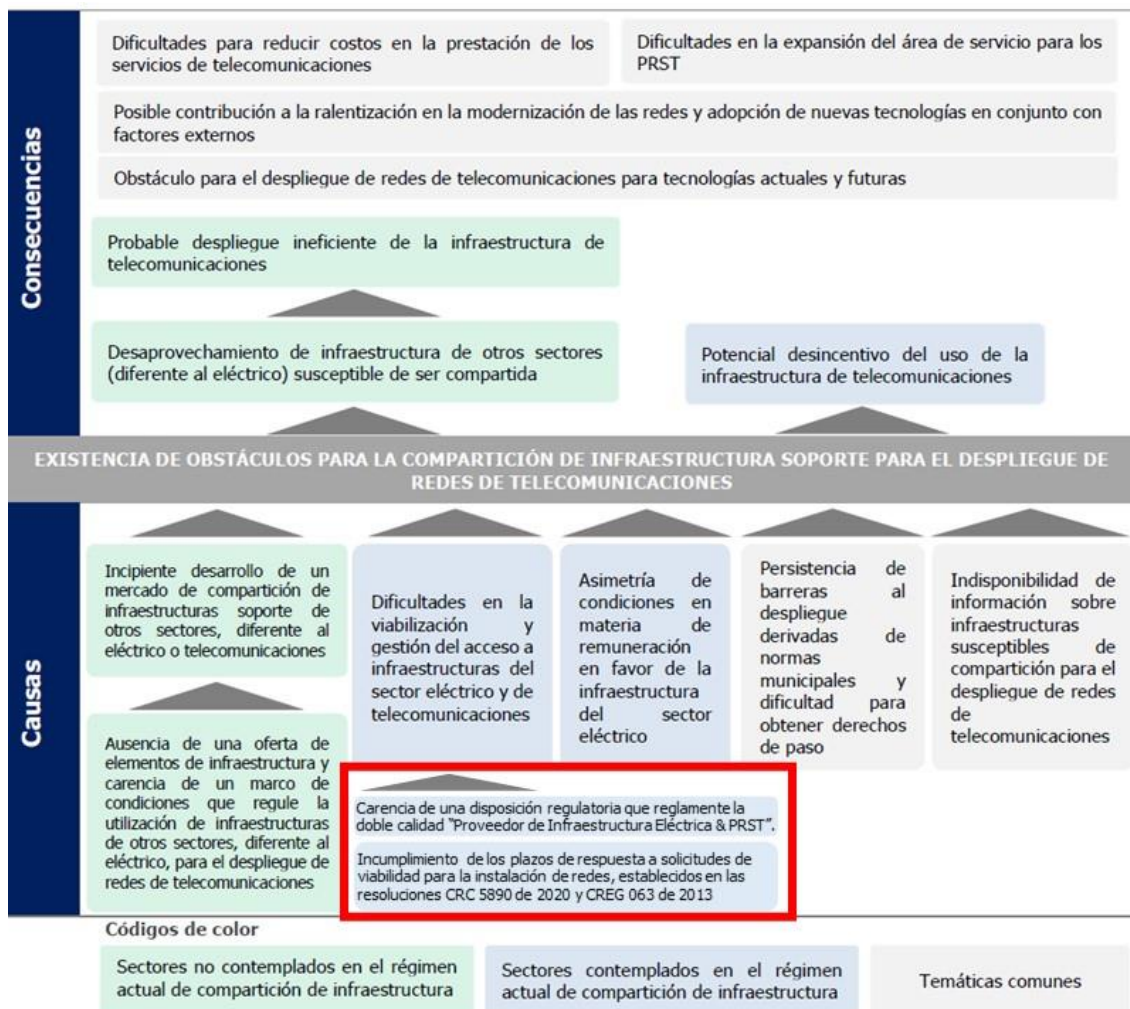 Consecuencias
Dificultades para reducir costos en la prestación de los
servicios de telecomunicaciones
Dificultades en la expansión del área de servicio para los
PRST
Posible contribución a la ralentización en la modernización de las redes y adopción de nuevas tecnologías en conjunto con
factores externos
Obstáculo para el despliegue de redes de telecomunicaciones para tecnologías actuales y futuras
Probable despliegue ineficiente de la infraestructura de
telecomunicaciones
Desaprovechamiento de infraestructura de otros sectores
(diferente al eléctrico) susceptible de ser compartida
Potencial desincentivo del uso de la
infraestructura de telecomunicaciones
EXISTENCIA DE OBSTÁCULOS PARA LA COMPARTICIÓN DE INFRAESTRUCTURA SOPORTE PARA EL DESPLIEGUE DE
REDES DE TELECOMUNICACIONES
Causas
Incipiente desarrollo de un
mercado de compartición de
infraestructuras soporte de
otros sectores, diferente al
eléctrico o telecomunicaciones
Dificultades en la
viabilización y
gestión del acceso a
infraestructuras del
sector eléctrico y de
telecomunicaciones
Asimetría de
condiciones en
materia de
remuneración
en favor de la
infraestructura
del sector
eléctrico
Persistencia de
barreras al
despliegue
derivadas de
normas
municipales y
dificultad para
obtener derechos
de paso
Indisponibilidad de
información sobre
infraestructuras
susceptibles de
compartición para el
despliegue de redes
de
telecomunicaciones
Ausencia de una oferta de
elementos de infraestructura y
carencia de un marco de
condiciones que regule la
utilización de infraestructuras
de otros sectores, diferente al
eléctrico, para el despliegue de
redes de telecomunicaciones
Carencia de una disposición regulatoria que reglamente la
doble calidad "Proveedor de Infraestructura Eléctrica & PRST".
Incumplimiento de los plazos de respuesta a solicitudes de
viabilidad para la instalación de redes, establecidos en las
resoluciones CRC 5890 de 2020 y CREG 063 de 2013
Códigos de color
Sectores no contemplados en el régimen
actual de compartición de infraestructura
Sectores contemplados en el régimen
actual de compartición de infraestructura
Temáticas comunes